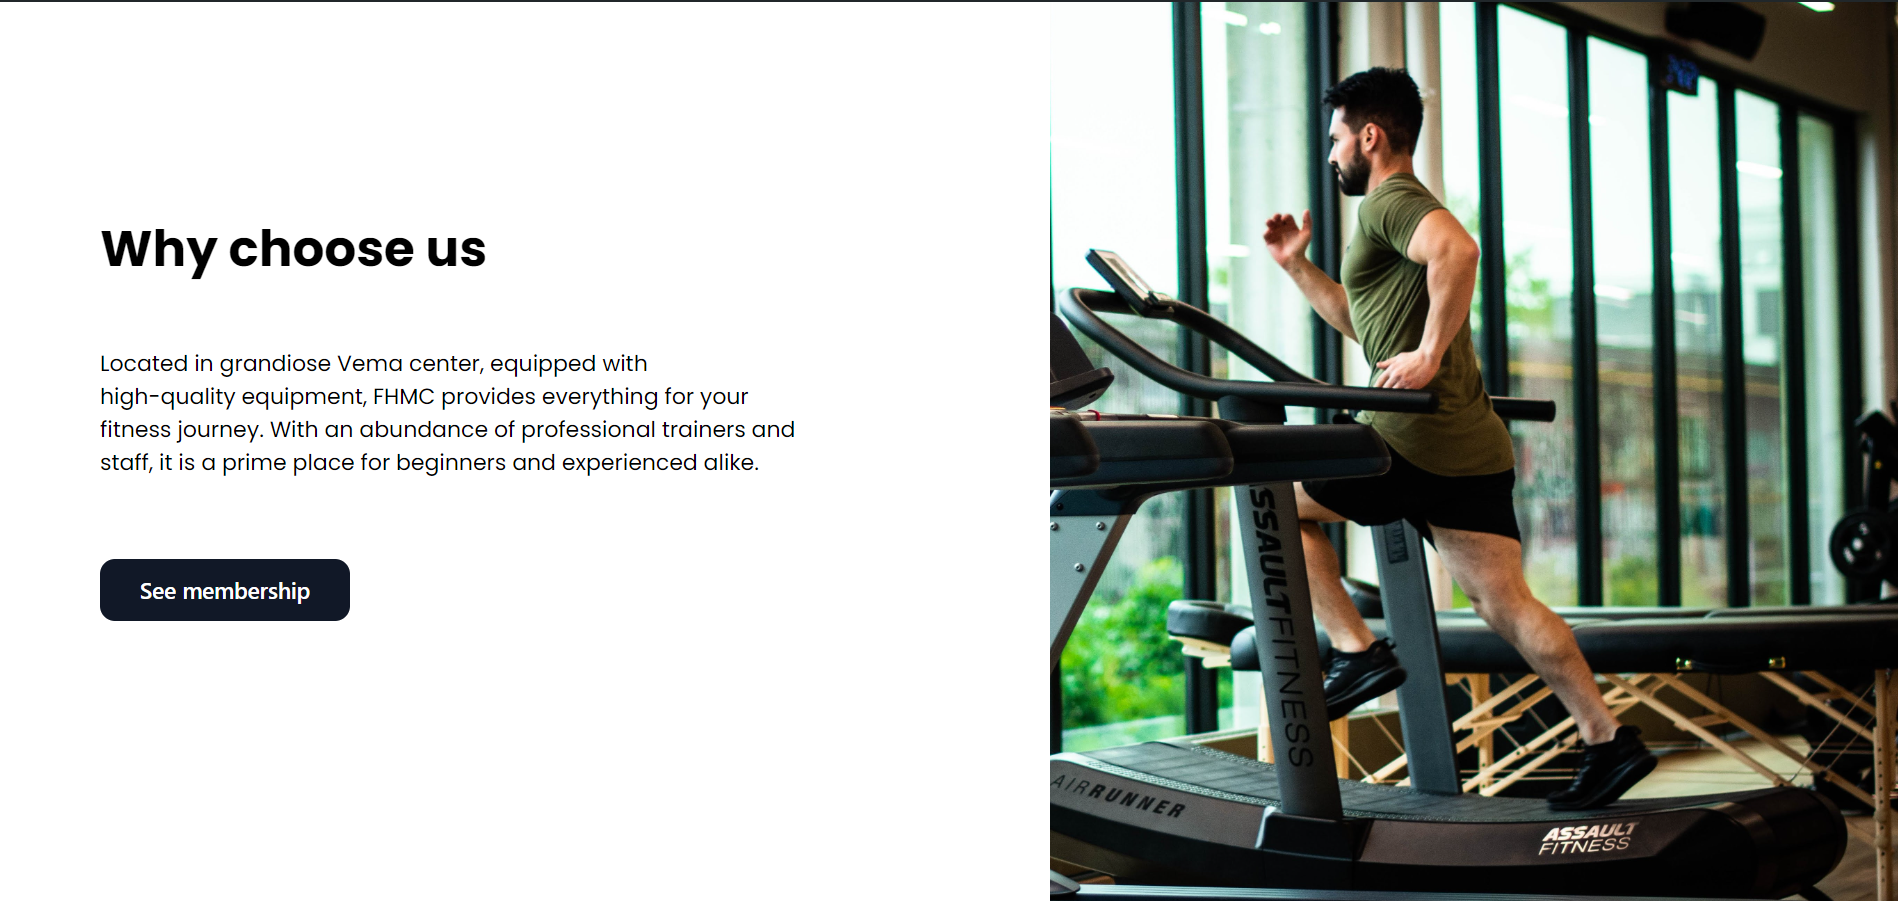 Why choose us
Located in grandiose Vema center, equipped with
high-quality equipment, FHMC provides everything for your
fitness journey. With an abundance of professional trainers and
staff, it is a prime place for beginners and experienced alike.
See membership
ASSAULTFITNESS
AIRRUNNER
ASSAULT
FITNESS